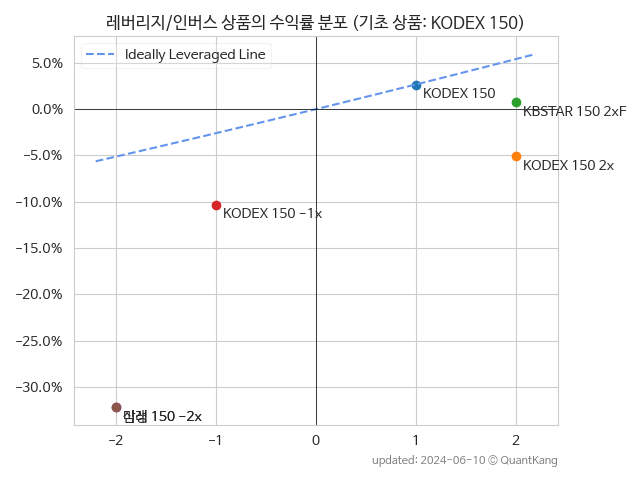 레버리지/인버스 상품의 수익률 분포 (기초 상품: KODEX 150)
Ideally Leveraged Line
5.0%
0.0%
-5.0%
-10.0%
-15.0%
-20.0%
-25.0%
-30.0%
KODEX 150
KBSTAR 150 2xF
KODEX 150 2x
KODEX 150 -1x
150 -2x
-2
-1
0
1
2
updated: 2024-06-10 © QuantKang